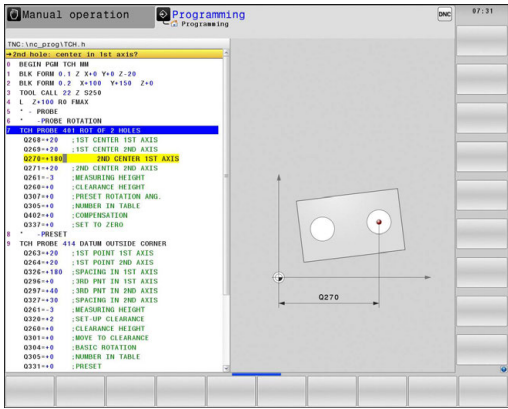 Manual operation
Programming
Programming
DNC
07:31
TNC:\nc_prog\TCH.h
→2nd hole: center in 1st axis?
0 BEGIN PGM TCH MM
1 BLK FORM 0.1 Z X+0 Y+0 Z-20
2 BLK FORM 0.2 X+100 Y+150 Z+0
3 TOOL CALL 22 Z S250
4 L Z+100 R0 FMAX
5 * - PROBE
6 * -PROBE ROTATION
7 TCH PROBE 401 ROT OF 2 HOLES
Q268=+20 ;1ST CENTER 1ST AXIS
Q269=+20 ;1ST CENTER 2ND AXIS
Q270=+180 2ND CENTER 1ST AXIS
Q271=+20 ;2ND CENTER 2ND AXIS
Q261=-3 ;MEASURING HEIGHT
Q260=+0 ;CLEARANCE HEIGHT
Q307=+0 ;PRESET ROTATION ANG.
Q305=+0 ;NUMBER IN TABLE
Q402=+0 ;COMPENSATION
Q337=+0 ;SET TO ZERO
8 * -PRESET
9 TCH PROBE 414 DATUM OUTSIDE CORNER
Q263=+20 ;1ST POINT 1ST AXIS
Q264=+20 ;1ST POINT 2ND AXIS
Q326=+180 ;SPACING IN 1ST AXIS
Q296=+0 ;3RD PNT IN 1ST AXIS
Q297=+40 ;3RD PNT IN 2ND AXIS
Q327=+30 ;SPACING IN 2ND AXIS
Q261=-3 ;MEASURING HEIGHT
Q320=+2 ;SET-UP CLEARANCE
Q260=+0 ;CLEARANCE HEIGHT
Q301=+0 ;MOVE TO CLEARANCE
Q304=+0 ;BASIC ROTATION
Q305=+0 ;NUMBER IN TABLE
Q331=+0 ;PRESET
Q270